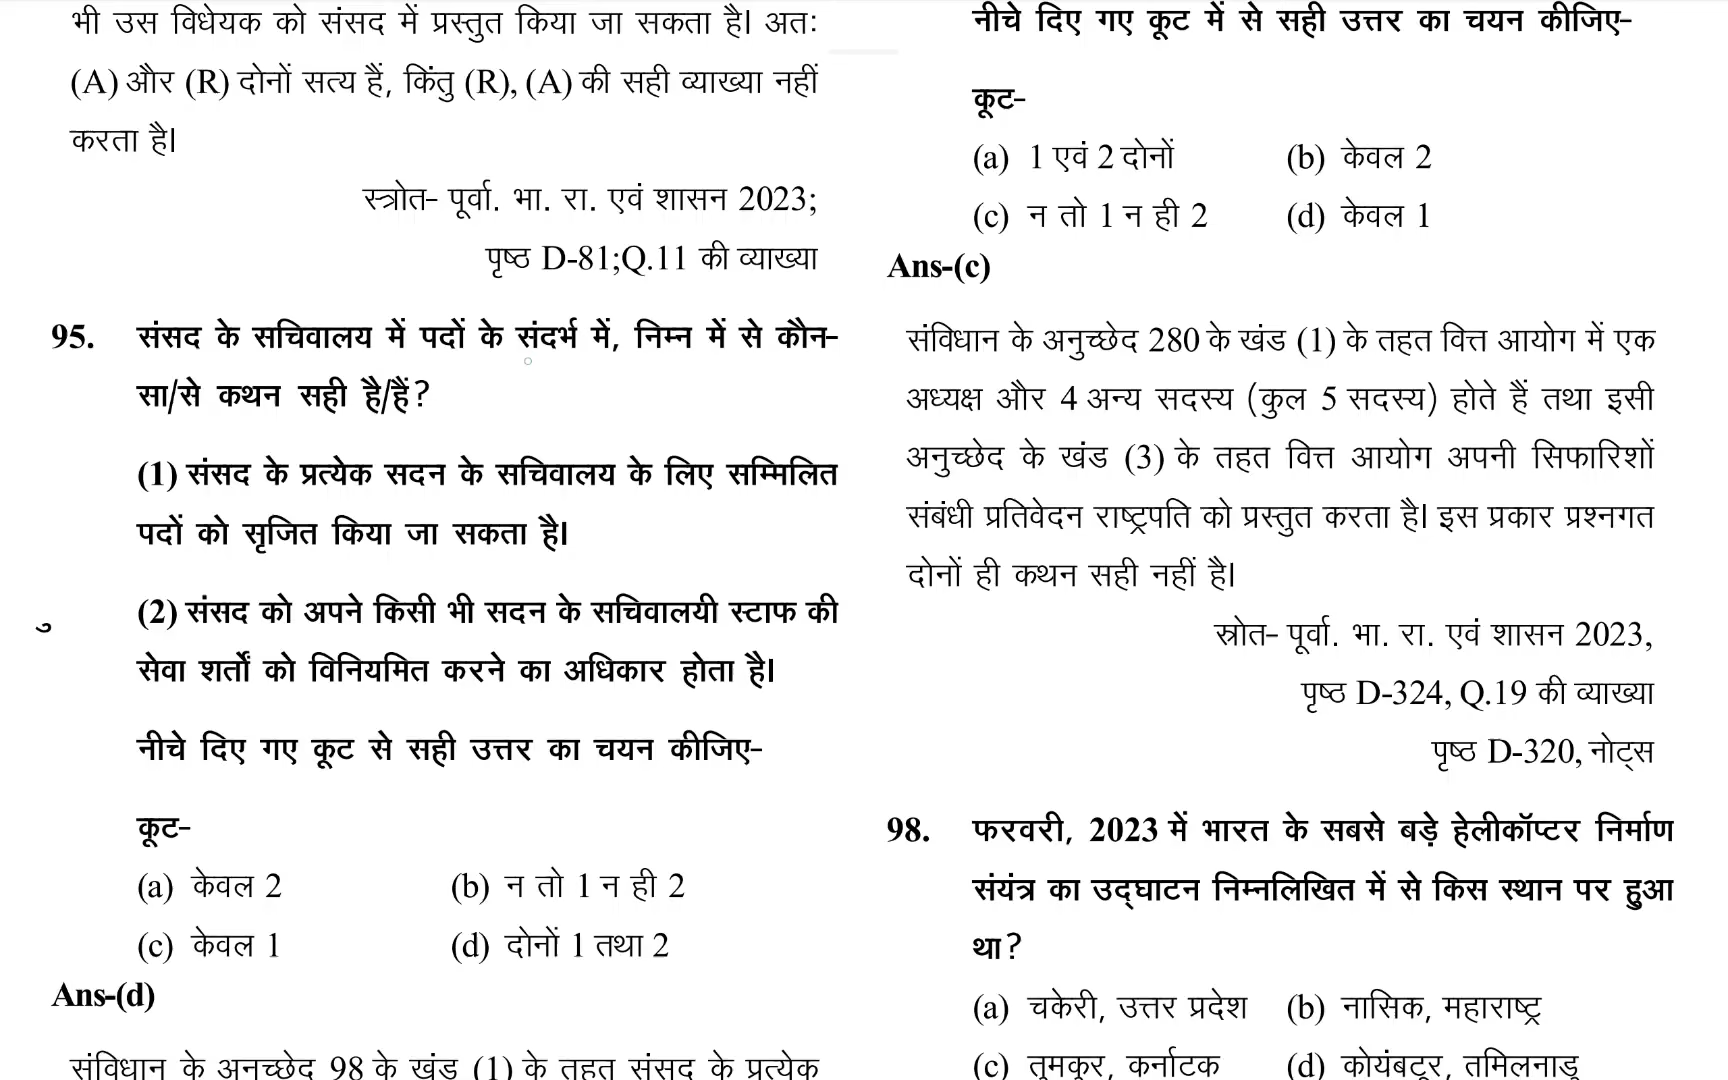 भी उस विधेयक को संसद में प्रस्तुत किया जा सकता है। अतः
(A) और (R) दोनों सत्य हैं, किंतु (R), (A) की सही व्याख्या नहीं
करता है।
स्त्रोत- पूर्वा. भा. रा. एवं शासन 2023;
पृष्ठ D-81;Q.11 की व्याख्या
95. संसद के सचिवालय में पदों के संदर्भ में, निम्न में से कौन-
सा/से कथन सही है/हैं?
(1) संसद के प्रत्येक सदन के सचिवालय के लिए सम्मिलित
पदों को सृजित किया जा सकता है।
(2) संसद को अपने किसी भी सदन के सचिवालयी स्टाफ की
सेवा शर्तों को विनियमित करने का अधिकार होता है।
नीचे दिए गए कूट से सही उत्तर का चयन कीजिए-
कूट-
(a) केवल 2 (b) न तो 1 न ही 2
(c) केवल 1 (d) दोनों 1 तथा 2
Ans-(d)
संविधान के अनुच्छेद 98 के खंड (1) के तहत संसद के प्रत्येक
नीचे दिए गए कूट में से सही उत्तर का चयन कीजिए-
कूट-
(a) 1 एवं 2 दोनों (b) केवल 2
(c) न तो 1 न ही 2 (d) केवल 1
Ans-(c)
संविधान के अनुच्छेद 280 के खंड (1) के तहत वित्त आयोग में एक
अध्यक्ष और 4 अन्य सदस्य (कुल 5 सदस्य) होते हैं तथा इसी
अनुच्छेद के खंड (3) के तहत वित्त आयोग अपनी सिफारिशों
संबंधी प्रतिवेदन राष्ट्रपति को प्रस्तुत करता है। इस प्रकार प्रश्नगत
दोनों ही कथन सही नहीं है।
स्रोत- पूर्वा. भा. रा. एवं शासन 2023,
पृष्ठ D-324, Q.19 की व्याख्या
पृष्ठ D-320, नोट्स
98. फरवरी, 2023 में भारत के सबसे बड़े हेलीकॉप्टर निर्माण
संयंत्र का उद्घाटन निम्नलिखित में से किस स्थान पर हुआ
था?
(a) चकेरी, उत्तर प्रदेश (b) नासिक, महाराष्ट्र
(c) तुमकुर, कर्नाटक (d) कोयंबटूर, तमिलनाडु